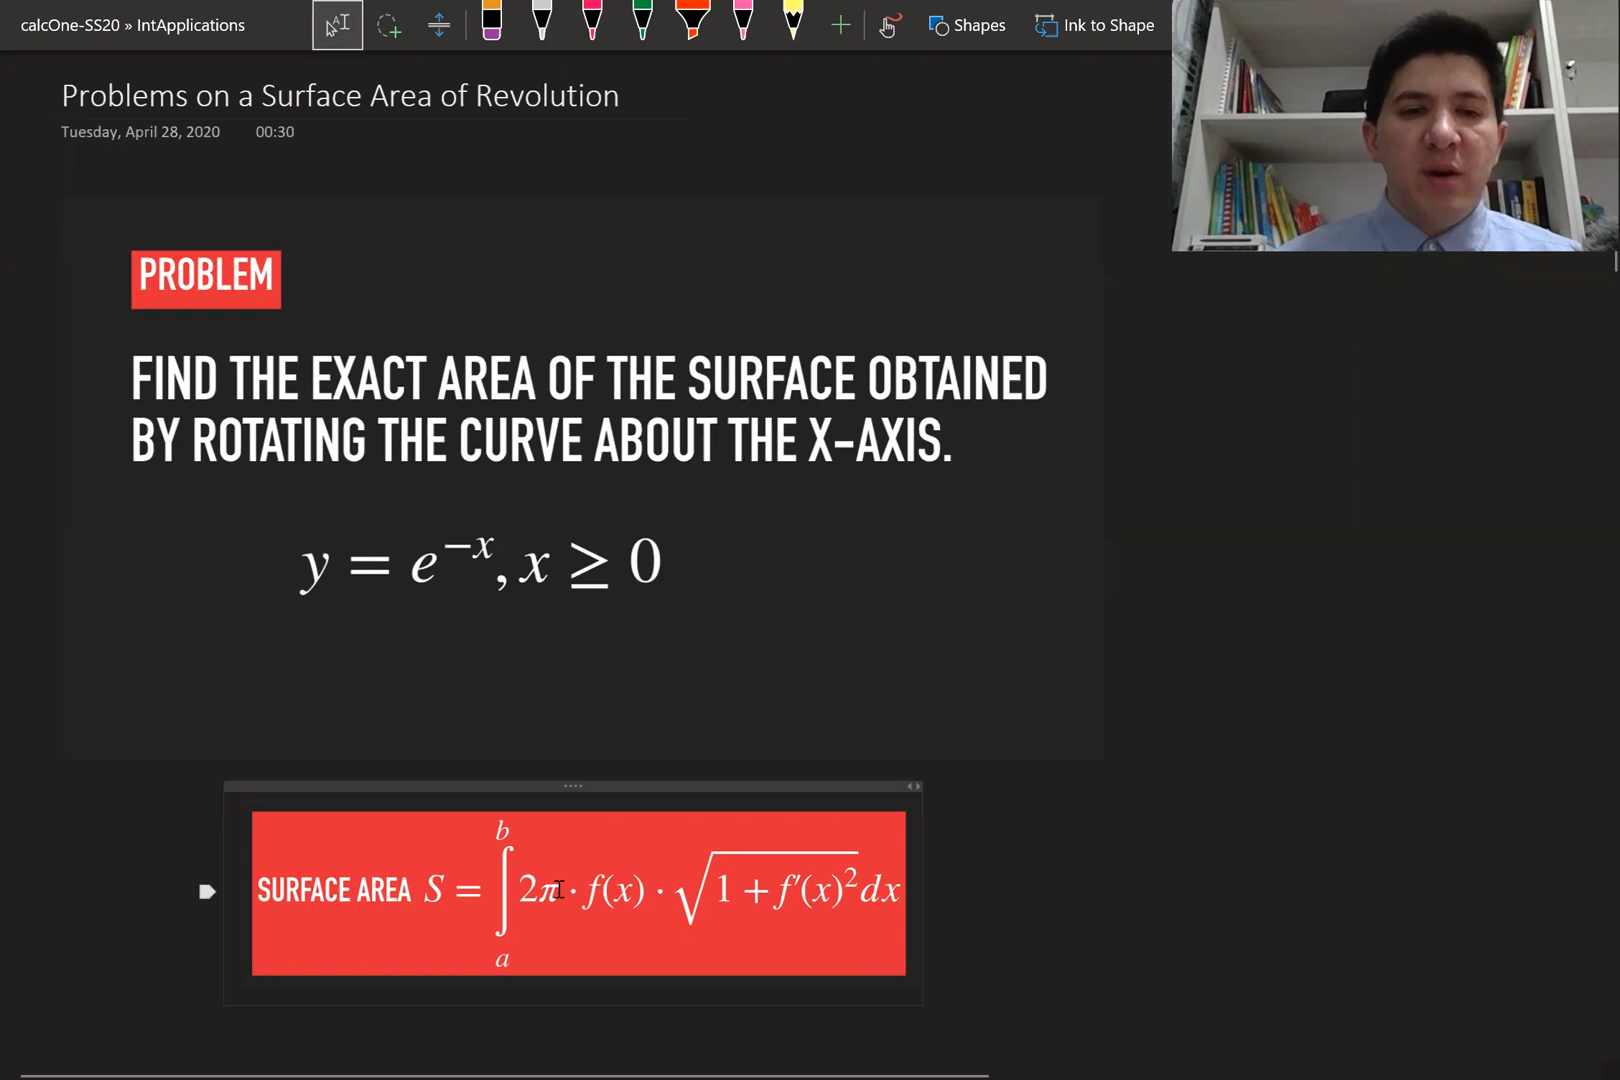 calcOne-SS20 » IntApplications
Shapes
Ink to Shape
Problems on a Surface Area of Revolution
Tuesday, April 28, 2020 00:30
PROBLEM
FIND THE EXACT AREA OF THE SURFACE OBTAINED
BY ROTATING THE CURVE ABOUT THE X-AXIS.
y = e^{-x}, x ≥ 0
SURFACE AREA S = ∫_a^b 2π · f(x) · √(1 + f′(x)²) dx